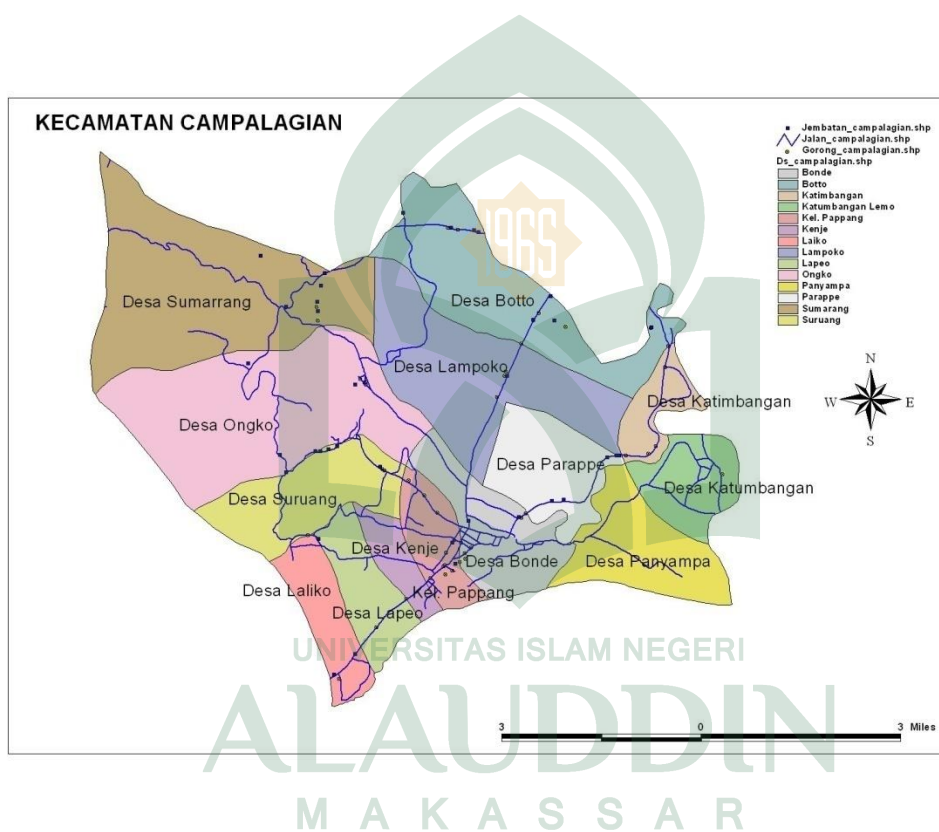 KECAMATAN CAMPALAGIAN
Jembatan_campalagian.shp
Jalan_campalagian.shp
Gorong_campalagian.shp
Ds_campalagian.shp
Bonde
Botto
Katimbangan
Katumbangan Lemo
Kel. Pappang
Kenje
Laiko
Lampoko
Lapeo
Ongko
Panyampa
Parappe
Sumarang
Suruang
1965
Desa Sumarrang
Desa Botto
Desa Lampoko
Desa Katimbangan
Desa Ongko
Desa Parappe
Desa Suruang
Desa Katumbangan
Desa Kenje
Desa Bonde
Desa Panyampa
Desa Laliko
Kel. Pappang
Desa Lapeo
N
W E
S
UNIVERSITAS ISLAM NEGERI
ALAUDDIN
MAKASSAR
3 0 3 Miles